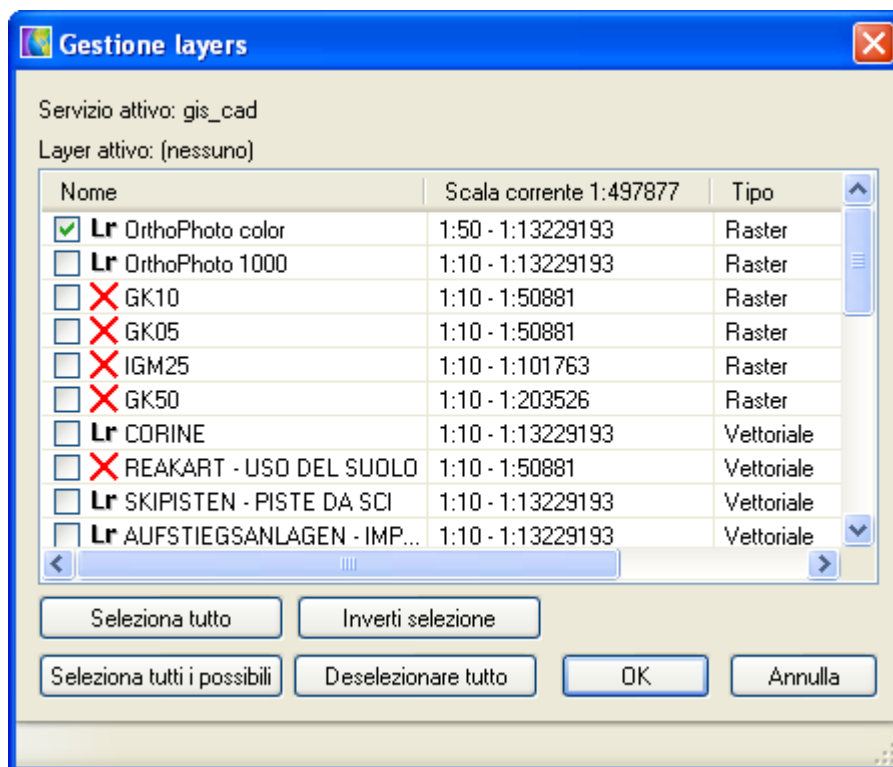 Gestione layers
Servizio attivo: gis_cad
Layer attivo: (nessuno)
Nome Scala corrente 1:497877 Tipo
Lr OrthoPhoto color 1:50 - 1:13229193 Raster
Lr OrthoPhoto 1000 1:10 - 1:13229193 Raster
GK10 1:10 - 1:50881 Raster
GK05 1:10 - 1:50881 Raster
IGM25 1:10 - 1:101763 Raster
GK50 1:10 - 1:203526 Raster
Lr CORINE 1:10 - 1:13229193 Vettoriale
REAKART - USO DEL SUOLO 1:10 - 1:50881 Vettoriale
Lr SKIPISTEN - PISTE DA SCI 1:10 - 1:13229193 Vettoriale
Lr AUFSTIEGSANLAGEN - IMP... 1:10 - 1:13229193 Vettoriale
Seleziona tutto Inverti selezione
Seleziona tutti i possibili Deselezionare tutto OK Annulla